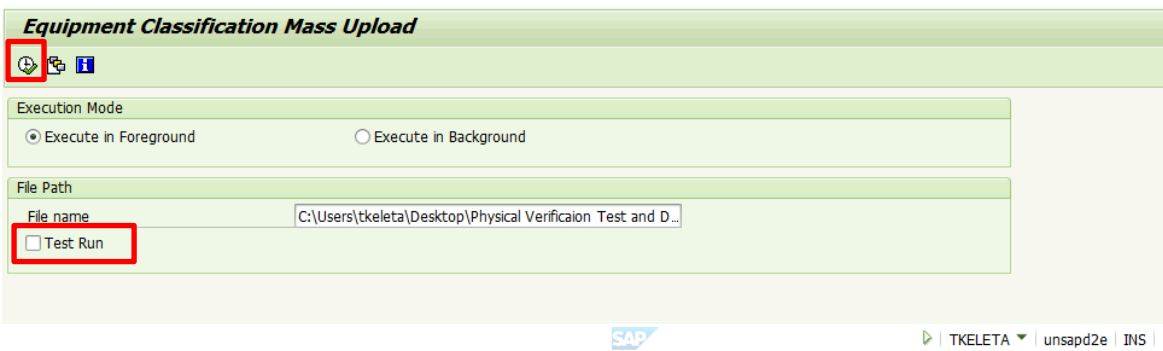 Equipment Classification Mass Upload
Execution Mode
Execute in Foreground Execute in Background
File Path
File name C:\Users\tkeleta\Desktop\Physical Verificaion Test and D...
Test Run
SAP TKELETA unsapd2e INS